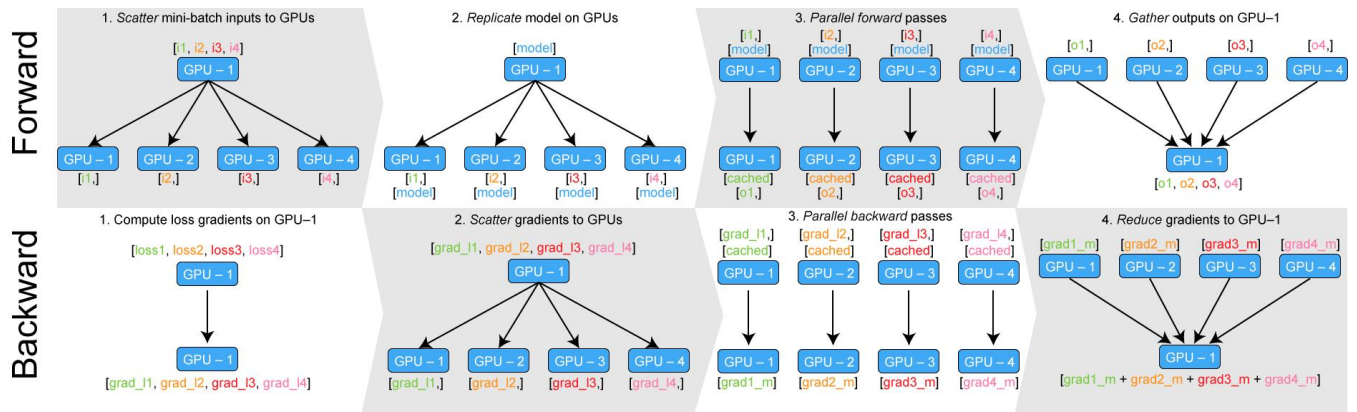 Forward
1. Scatter mini-batch inputs to GPUs
[i1, i2, i3, i4]
GPU – 1
GPU – 1 GPU – 2 GPU – 3 GPU – 4
[i1,] [i2,] [i3,] [i4,]
2. Replicate model on GPUs
[model]
GPU – 1
GPU – 1 GPU – 2 GPU – 3 GPU – 4
[i1,] [i2,] [i3,] [i4,]
[model] [model] [model] [model]
3. Parallel forward passes
[i1,] [i2,] [i3,] [i4,]
[model] [model] [model] [model]
GPU – 1 GPU – 2 GPU – 3 GPU – 4
GPU – 1 GPU – 2 GPU – 3 GPU – 4
[cached] [cached] [cached] [cached]
[o1,] [o2,] [o3,] [o4,]
4. Gather outputs on GPU–1
[o1,] [o2,] [o3,] [o4,]
GPU – 1 GPU – 2 GPU – 3 GPU – 4
GPU – 1
[o1, o2, o3, o4]
Backward
1. Compute loss gradients on GPU–1
[loss1, loss2, loss3, loss4]
GPU – 1
GPU – 1
[grad_l1, grad_l2, grad_l3, grad_l4]
2. Scatter gradients to GPUs
[grad_l1, grad_l2, grad_l3, grad_l4]
GPU – 1
GPU – 1 GPU – 2 GPU – 3 GPU – 4
[grad_l1,] [grad_l2,] [grad_l3,] [grad_l4,]
3. Parallel backward passes
[grad_l1,] [grad_l2,] [grad_l3,] [grad_l4,]
[cached] [cached] [cached] [cached]
GPU – 1 GPU – 2 GPU – 3 GPU – 4
GPU – 1 GPU – 2 GPU – 3 GPU – 4
[grad1_m] [grad2_m] [grad3_m] [grad4_m]
4. Reduce gradients to GPU–1
[grad1_m] [grad2_m] [grad3_m] [grad4_m]
GPU – 1 GPU – 2 GPU – 3 GPU – 4
GPU – 1
[grad1_m + grad2_m + grad3_m + grad4_m]